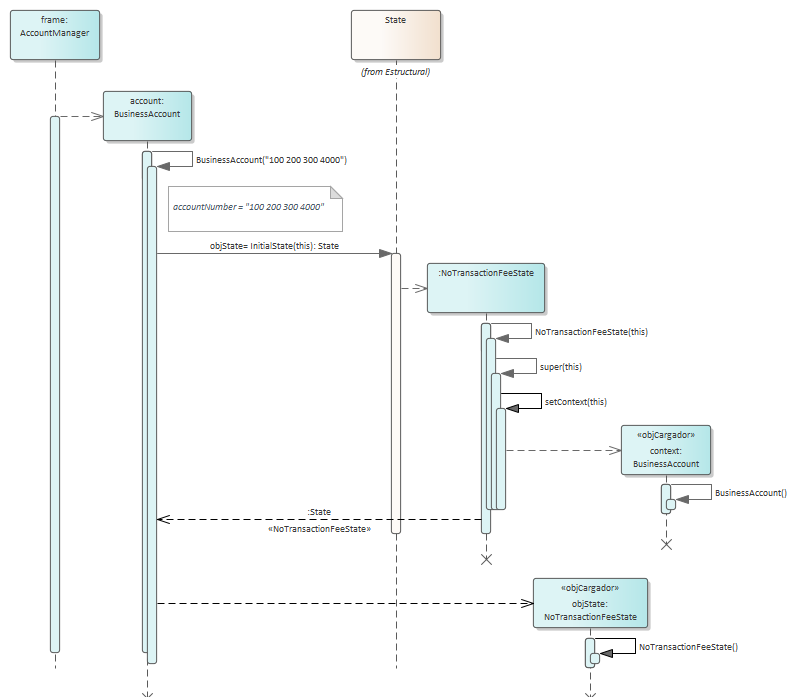 frame:
AccountManager
State
(from Estructural)
account:
BusinessAccount
BusinessAccount("100 200 300 4000")
accountNumber = "100 200 300 4000"
objState= InitialState(this): State
:NoTransactionFeeState
NoTransactionFeeState(this)
super(this)
setContext(this)
«objCargador»
context:
BusinessAccount
BusinessAccount()
:State
«NoTransactionFeeState»
«objCargador»
objState:
NoTransactionFeeState
NoTransactionFeeState()